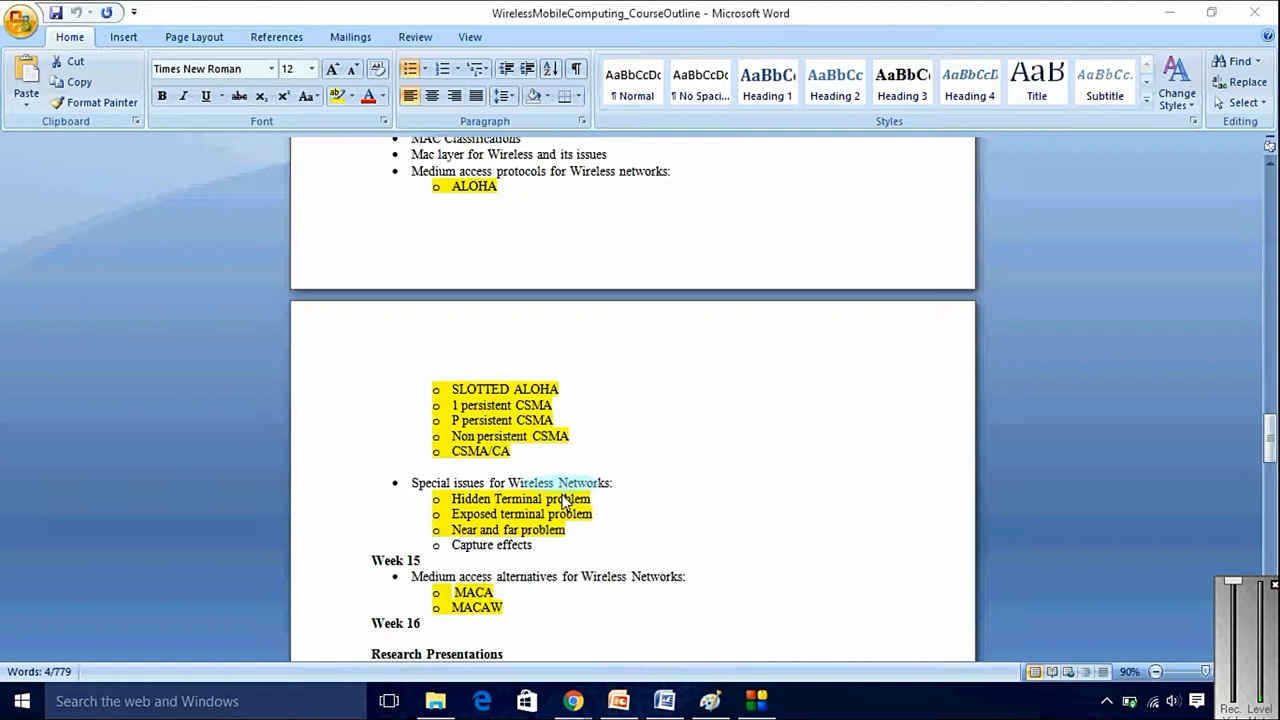 WirelessMobileComputing_CourseOutline - Microsoft Word
Home Insert Page Layout References Mailings Review View
Paste Cut Copy Format Painter Clipboard
Times New Roman 12 Font
Paragraph
AaBbCcDc AaBbCcDc AaBbC AaBbCc AaBbC AaBbCcD AaB AaBbCc.
¶ Normal ¶ No Spaci... Heading 1 Heading 2 Heading 3 Heading 4 Title Subtitle
Change Styles Styles
Find Replace Select Editing
MAC Classifications
• Mac layer for Wireless and its issues
• Medium access protocols for Wireless networks:
o ALOHA
o SLOTTED ALOHA
o 1 persistent CSMA
o P persistent CSMA
o Non persistent CSMA
o CSMA/CA
• Special issues for Wireless Networks:
o Hidden Terminal problem
o Exposed terminal problem
o Near and far problem
o Capture effects
Week 15
• Medium access alternatives for Wireless Networks:
o MACA
o MACAW
Week 16
Research Presentations
Words: 4/779 90%
Search the web and Windows
Rec. Level